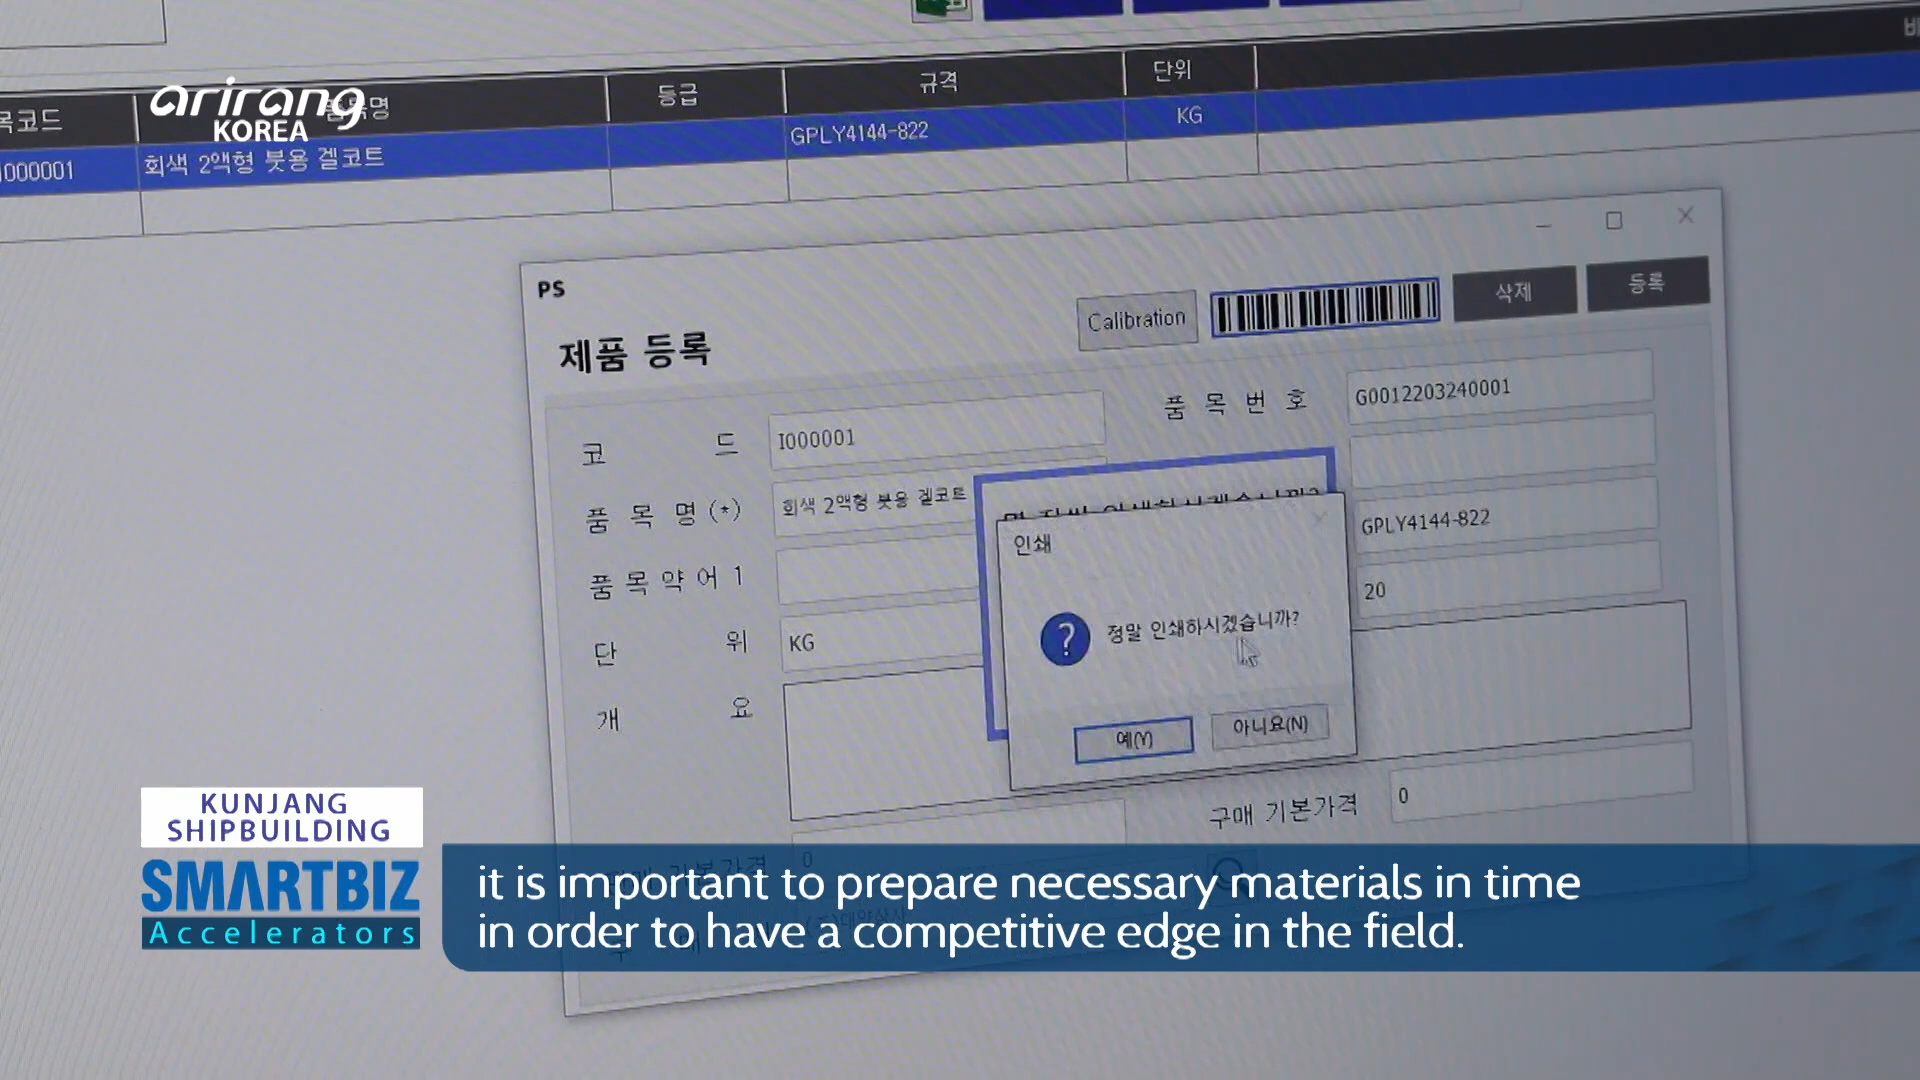 arirang
KOREA
목코드 품목명 등급 규격 단위
I000001 회색 2액형 붓용 겔코트 GPLY4144-822 KG
PS
제품 등록
Calibration
삭제
등록
코 드 I000001
품 목 번 호 G0012203240001
품 목 명 (*) 회색 2액형 붓용 겔코트
GPLY4144-822
품 목 약 어 1
20
단 위 KG
개 요
인쇄
정말 인쇄하시겠습니까?
예(Y) 아니요(N)
구매 기본가격 0
0
KUNJANG
SHIPBUILDING
SMARTBIZ
Accelerators
it is important to prepare necessary materials in time
in order to have a competitive edge in the field.